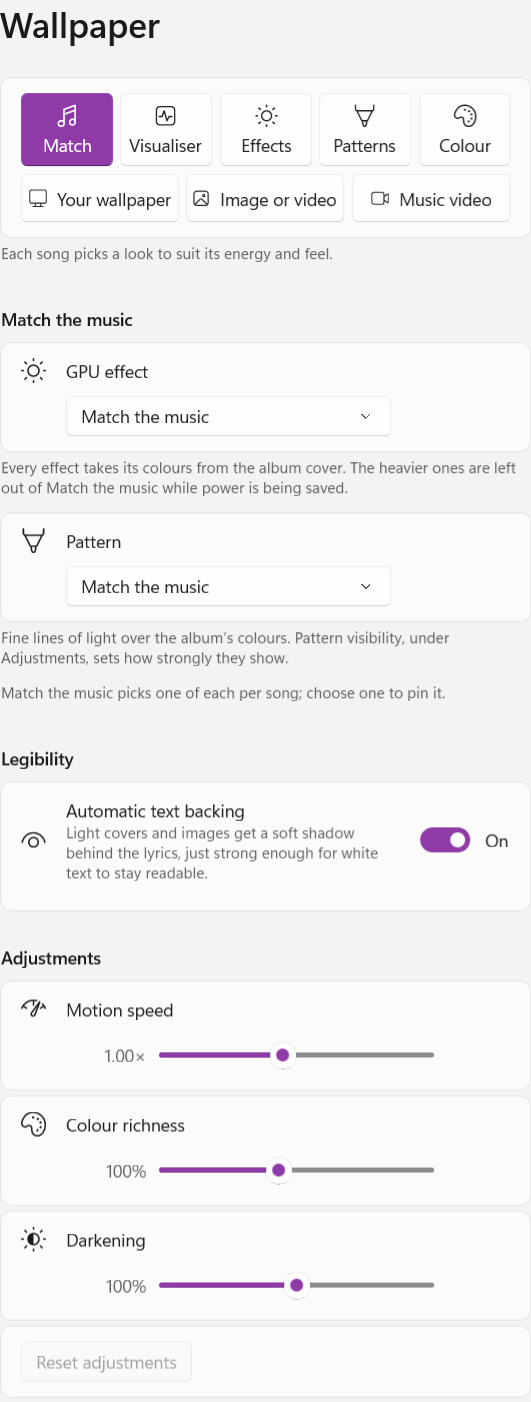 Wallpaper
Match
Visualiser
Effects
Patterns
Colour
Your wallpaper
Image or video
Music video
Each song picks a look to suit its energy and feel.
Match the music
GPU effect
Match the music
Every effect takes its colours from the album cover. The heavier ones are left
out of Match the music while power is being saved.
Pattern
Match the music
Fine lines of light over the album's colours. Pattern visibility, under
Adjustments, sets how strongly they show.
Match the music picks one of each per song; choose one to pin it.
Legibility
Automatic text backing
Light covers and images get a soft shadow
behind the lyrics, just strong enough for white
text to stay readable.
On
Adjustments
Motion speed
1.00×
Colour richness
100%
Darkening
100%
Reset adjustments